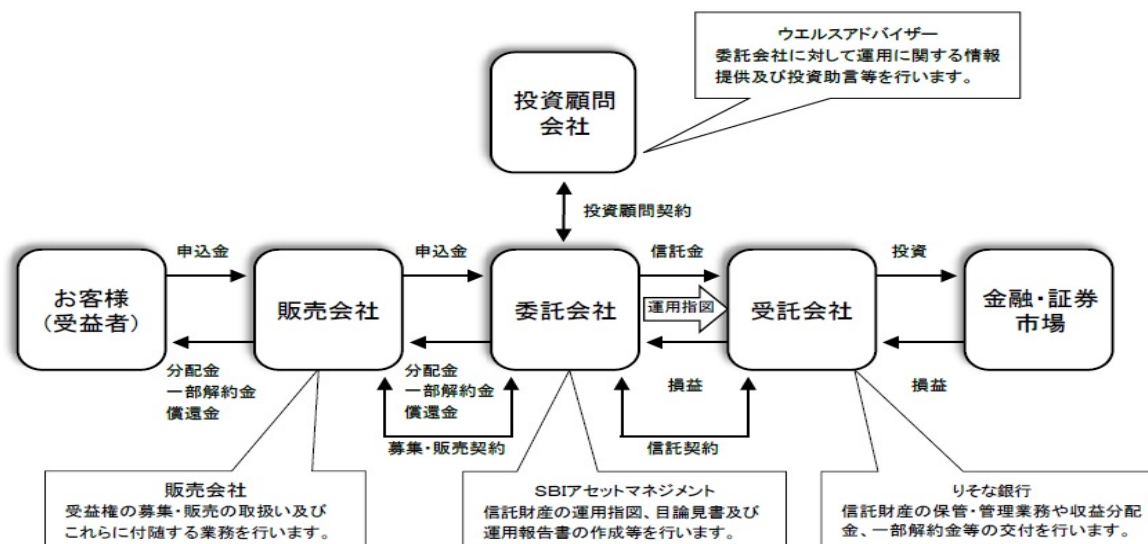 ウエルスアドバイザー
委託会社に対して運用に関する情報
提供及び投資助言等を行います。
投資顧問
会社
投資顧問契約
申込金
申込金
信託金
投資
お客様
(受益者)
販売会社
委託会社
運用指図
受託会社
金融・証券
市場
分配金
一部解約金
償還金
分配金
一部解約金
償還金
損益
損益
募集・販売契約
信託契約
販売会社
受益権の募集・販売の取扱い及び
これらに付随する業務を行います。
SBIアセットマネジメント
信託財産の運用指図、目論見書及び
運用報告書の作成等を行います。
りそな銀行
信託財産の保管・管理業務や収益分配
金、一部解約金等の交付を行います。